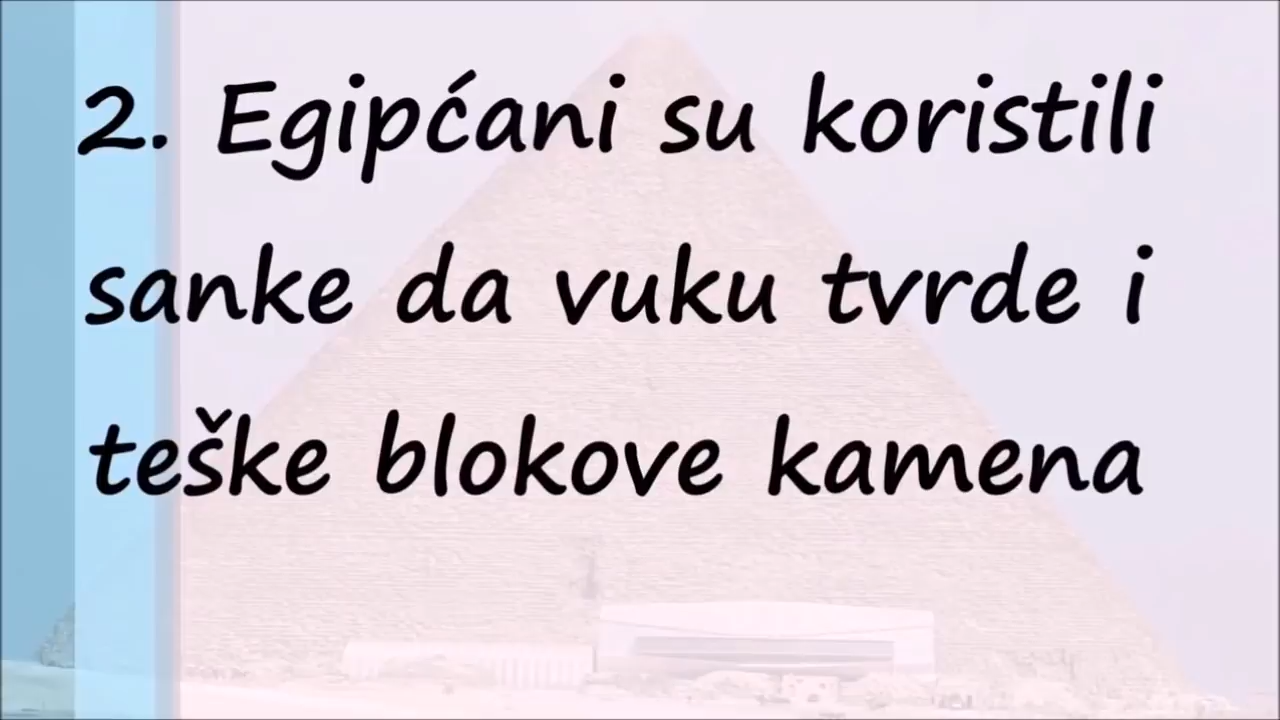 2. Egipćani su koristili
sanke da vuku tvrde i
teške blokove kamena